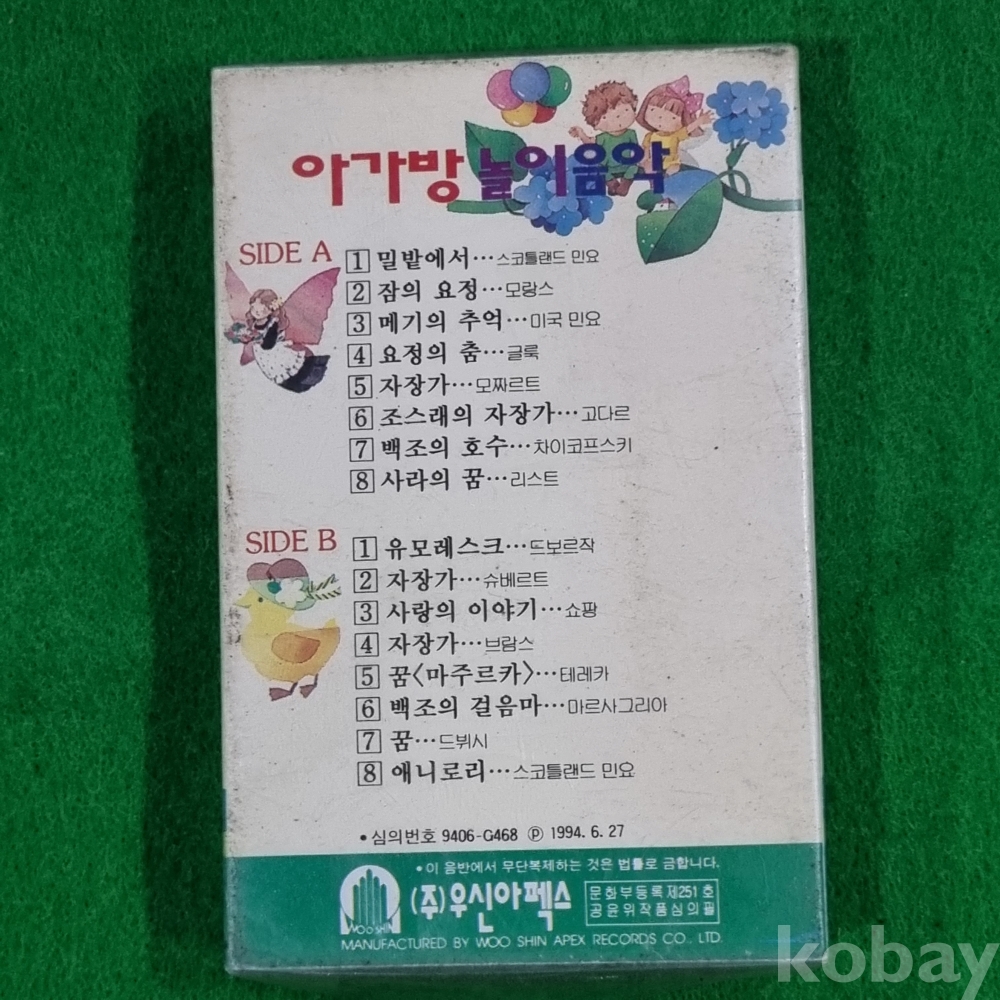 아가방 놀이음악
SIDE A
1 밀밭에서…스코틀랜드 민요
2 잠의 요정…모랑스
3 메기의 추억…미국 민요
4 요정의 춤…글룩
5 자장가…모짜르트
6 조스래의 자장가…고다르
7 백조의 호수…차이코프스키
8 사라의 꿈…리스트
SIDE B
1 유모레스크…드보르작
2 자장가…슈베르트
3 사랑의 이야기…쇼팡
4 자장가…브람스
5 꿈〈마주르카〉…테레카
6 백조의 걸음마…마르사그리아
7 꿈…드뷔시
8 애니로리…스코틀랜드 민요
• 심의번호 9406-G468 ⓟ 1994. 6. 27
• 이 음반에서 무단복제하는 것은 법률로 금합니다.
WOO SHIN
(주)우신아펙스
문화부등록 제251호
공윤위작품심의필
MANUFACTURED BY WOO SHIN APEX RECORDS CO., LTD.
kobay